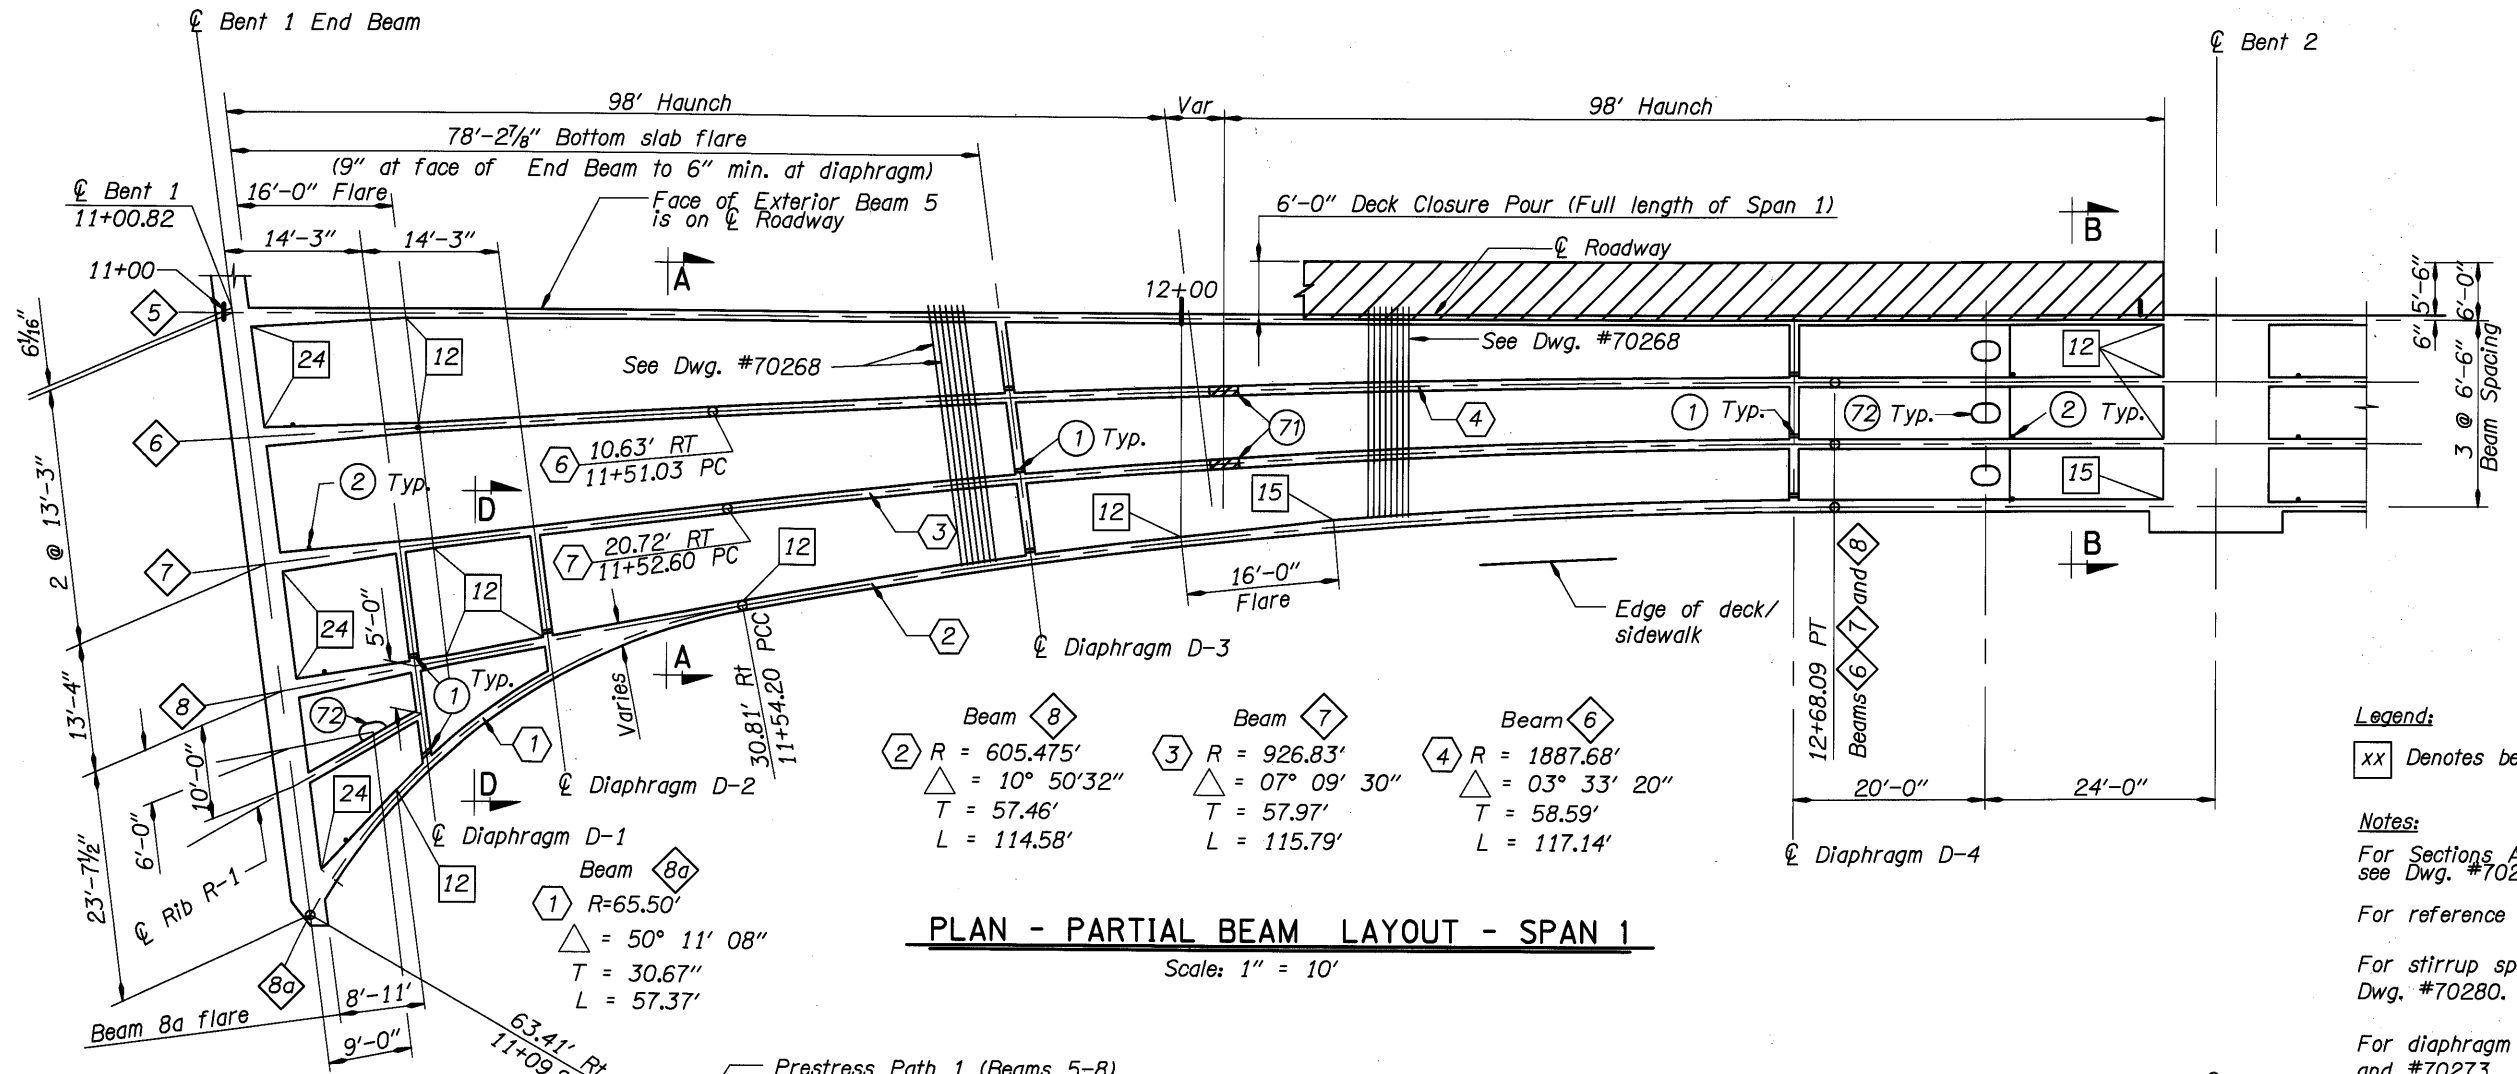 ℄ Bent 1 End Beam
℄ Bent 2
98' Haunch
Var
98' Haunch
78'-2⅞" Bottom slab flare
(9" at face of End Beam to 6" min. at diaphragm)
℄ Bent 1
11+00.82
16'-0" Flare
Face of Exterior Beam 5
is on ℄ Roadway
6'-0" Deck Closure Pour (Full length of Span 1)
14'-3"
14'-3"
A
B
℄ Roadway
11+00
12+00
5'-6"
6'-0"
6"
5
6 1/16"
24
12
See Dwg. #70268
See Dwg. #70268
12
3 @ 6'-6"
Beam Spacing
6
1 Typ.
71
4
1 Typ.
72 Typ.
2 Typ.
6 10.63' RT
11+51.03 PC
2 Typ.
D
12
15
15
2 @ 13'-3"
7
3
7 20.72' RT
11+52.60 PC
12
B
12
5'-0"
24
16'-0"
Flare
Edge of deck/
sidewalk
2
℄ Diaphragm D-3
A
13'-4"
8
1 Typ.
72
Varies
30.81' Rt
11+54.20 PCC
12+68.09 PT
Beams 6 7 and 8
1
10'-0"
6'-0"
24
D
℄ Diaphragm D-2
℄ Diaphragm D-1
12
23'-7½"
℄ Rib R-1
Beam 8
2 R = 605.475'
△ = 10° 50'32"
T = 57.46'
L = 114.58'
Beam 7
3 R = 926.83'
△ = 07° 09' 30"
T = 57.97'
L = 115.79'
Beam 6
4 R = 1887.68'
△ = 03° 33' 20"
T = 58.59'
L = 117.14'
20'-0"
24'-0"
℄ Diaphragm D-4
Beam 8a
1 R=65.50'
△ = 50° 11' 08"
T = 30.67"
L = 57.37'
PLAN - PARTIAL BEAM LAYOUT - SPAN 1
Scale: 1" = 10'
8a
8'-11'
Beam 8a flare
9'-0"
63.41' Rt
11+09
Prestress Path 1 (Beams 5-8)
Legend:
xx Denotes be
Notes:
For Sections A
see Dwg. #702
For reference
For stirrup sp
Dwg. #70280.
For diaphragm
and #70273